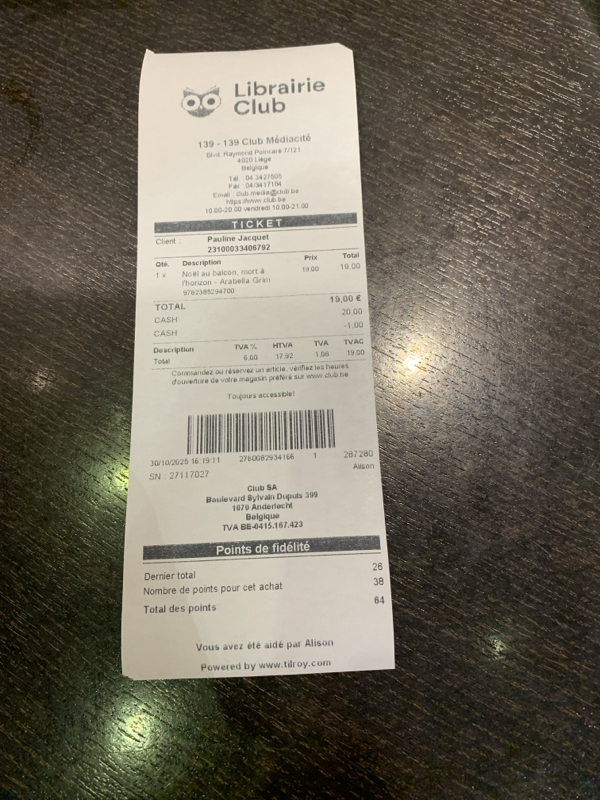 Librairie
Club
139 - 139 Club Médiacité
Blvd. Raymond Poincaré 7/121
4020 Liège
Belgique
Tél : 04 3427505
Fax : 04/3417194
Email : club.media@club.be
https://www.club.be
10.00-20.00 vendredi 10.00-21.00
TICKET
Client : Pauline Jacquet
23100033406792
Qté. Description Prix Total
1 x Noël au balcon, mort à 19,00 19,00
l'horizon - Arabella Grim
9782385294700
TOTAL 19,00 €
CASH 20,00
CASH -1,00
Description TVA % HTVA TVA TVAC
Total 6.00 17,92 1,08 19,00
Commandez ou réservez un article, vérifiez les heures
d'ouverture de votre magasin préféré sur www.club.be
Toujours accessible!
30/10/2025 16:19:11 2760082934166 1 287280
SN : 27117027 Alison
Club SA
Boulevard Sylvain Dupuis 399
1070 Anderlecht
Belgique
TVA BE-0415.167.423
Points de fidélité
Dernier total 26
Nombre de points pour cet achat 38
Total des points 64
Vous avez été aidé par Alison
Powered by www.tilroy.com